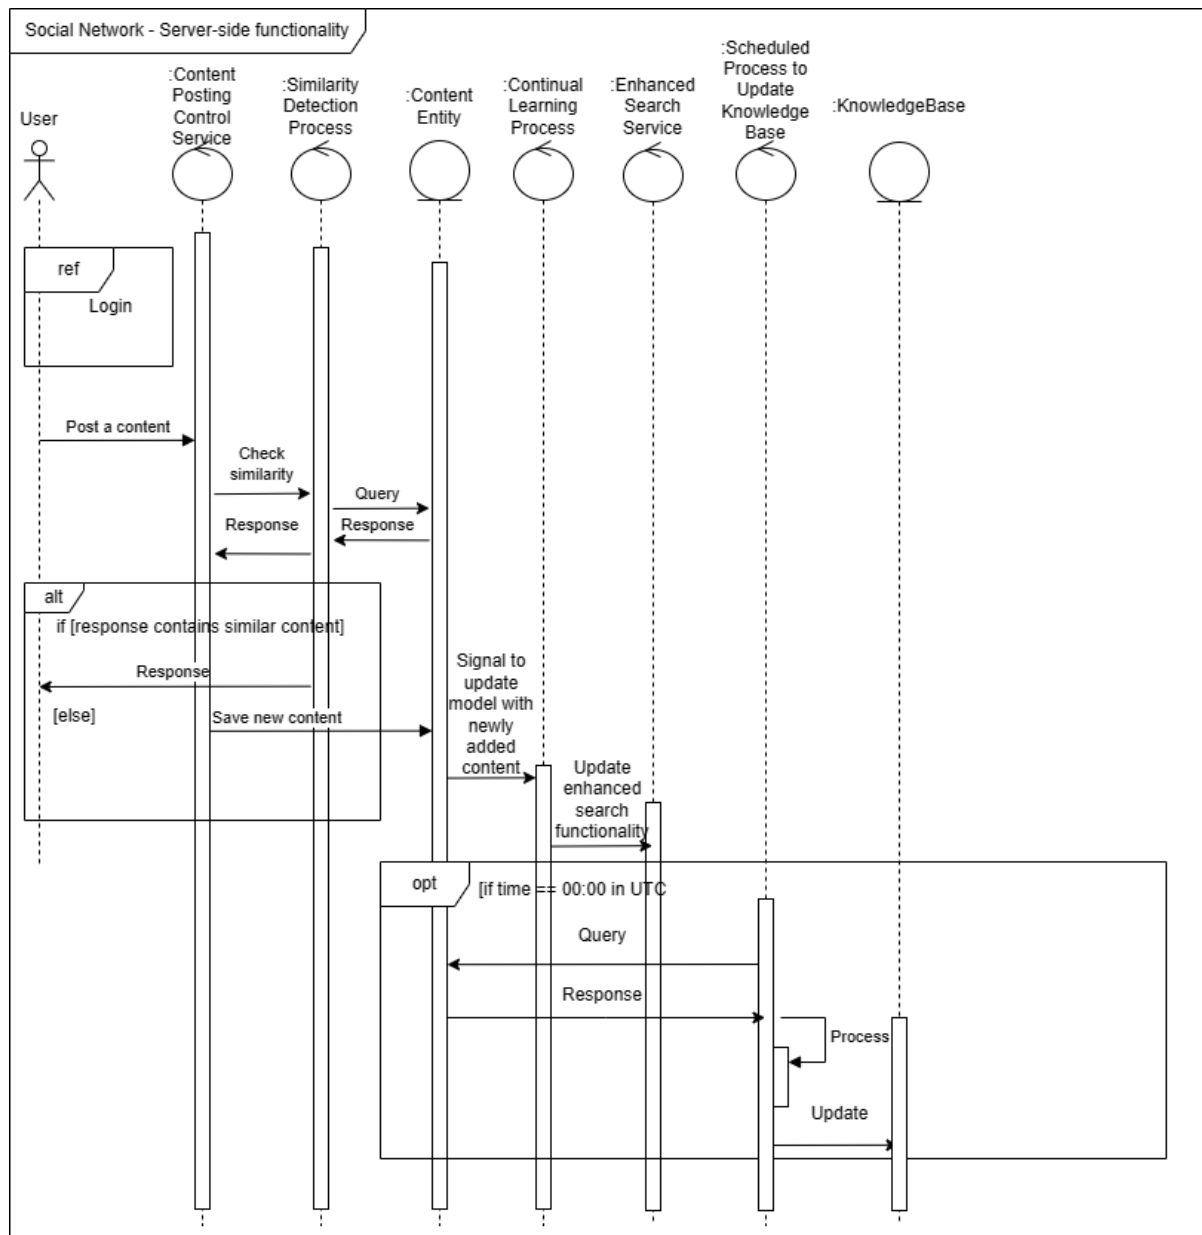 Social Network - Server-side functionality
User
:Content
Posting
Control
Service
:Similarity
Detection
Process
:Content
Entity
:Continual
Learning
Process
:Enhanced
Search
Service
:Scheduled
Process to
Update
Knowledge
Base
:KnowledgeBase
ref
Login
Post a content
Check
similarity
Query
Response
Response
alt
if [response contains similar content]
Response
[else]
Save new content
Signal to
update
model with
newly
added
content
Update
enhanced
search
functionality
opt
[if time == 00:00 in UTC
Query
Response
Process
Update